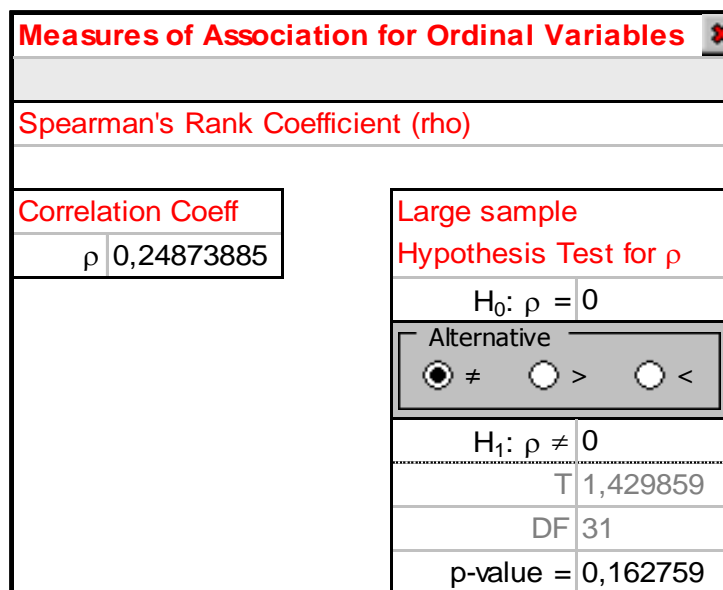 Measures of Association for Ordinal Variables
Spearman's Rank Coefficient (rho)
Correlation Coeff
ρ 0,24873885
Large sample
Hypothesis Test for ρ
H₀: ρ = 0
Alternative
≠ > <
H₁: ρ ≠ 0
T 1,429859
DF 31
p-value = 0,162759